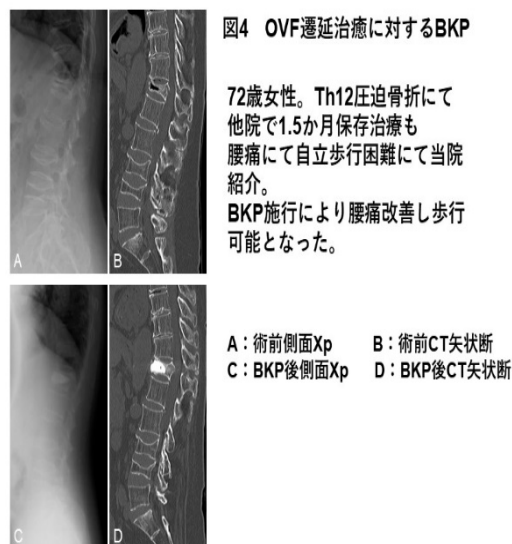 図4　OVF遷延治癒に対するBKP
72歳女性。Th12圧迫骨折にて
他院で1.5か月保存治療も
腰痛にて自立歩行困難にて当院
紹介。
BKP施行により腰痛改善し歩行
可能となった。
A B
A：術前側面Xp　　B：術前CT矢状断
C：BKP後側面Xp　　D：BKP後CT矢状断
C D